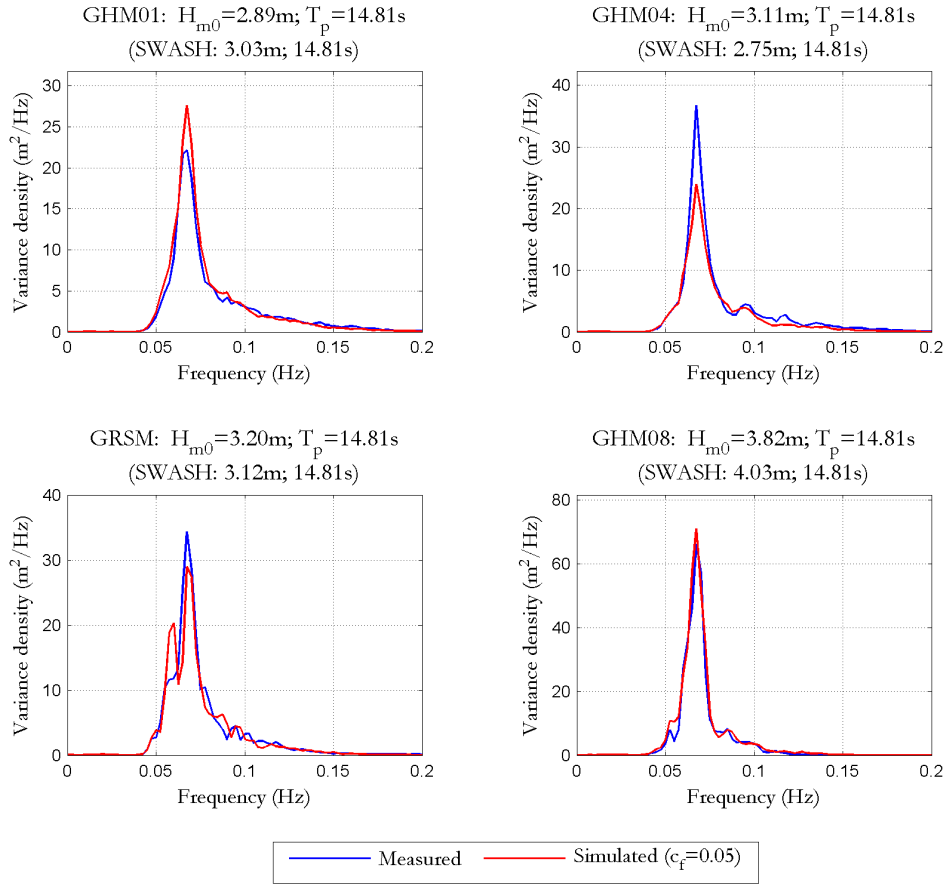 GHM01: H_m0=2.89m; T_p=14.81s
(SWASH: 3.03m; 14.81s)
Variance density (m²/Hz)
30
25
20
15
10
5
0
0 0.05 0.1 0.15 0.2
Frequency (Hz)
GHM04: H_m0=3.11m; T_p=14.81s
(SWASH: 2.75m; 14.81s)
Variance density (m²/Hz)
40
30
20
10
0
0 0.05 0.1 0.15 0.2
Frequency (Hz)
GRSM: H_m0=3.20m; T_p=14.81s
(SWASH: 3.12m; 14.81s)
Variance density (m²/Hz)
40
30
20
10
0
0 0.05 0.1 0.15 0.2
Frequency (Hz)
GHM08: H_m0=3.82m; T_p=14.81s
(SWASH: 4.03m; 14.81s)
Variance density (m²/Hz)
80
60
40
20
0
0 0.05 0.1 0.15 0.2
Frequency (Hz)
Measured Simulated (c_f=0.05)